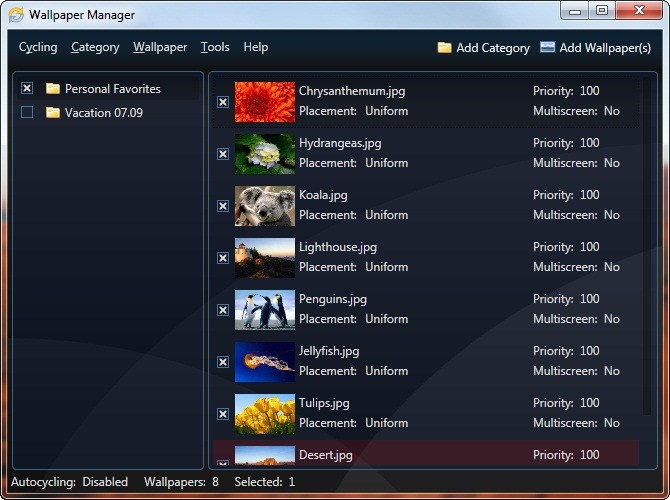 Wallpaper Manager
Cycling Category Wallpaper Tools Help Add Category Add Wallpaper(s)
Personal Favorites
Vacation 07.09
Chrysanthemum.jpg Priority: 100
Placement: Uniform Multiscreen: No
Hydrangeas.jpg Priority: 100
Placement: Uniform Multiscreen: No
Koala.jpg Priority: 100
Placement: Uniform Multiscreen: No
Lighthouse.jpg Priority: 100
Placement: Uniform Multiscreen: No
Penguins.jpg Priority: 100
Placement: Uniform Multiscreen: No
Jellyfish.jpg Priority: 100
Placement: Uniform Multiscreen: No
Tulips.jpg Priority: 100
Placement: Uniform Multiscreen: No
Desert.jpg Priority: 100
Autocycling: Disabled Wallpapers: 8 Selected: 1